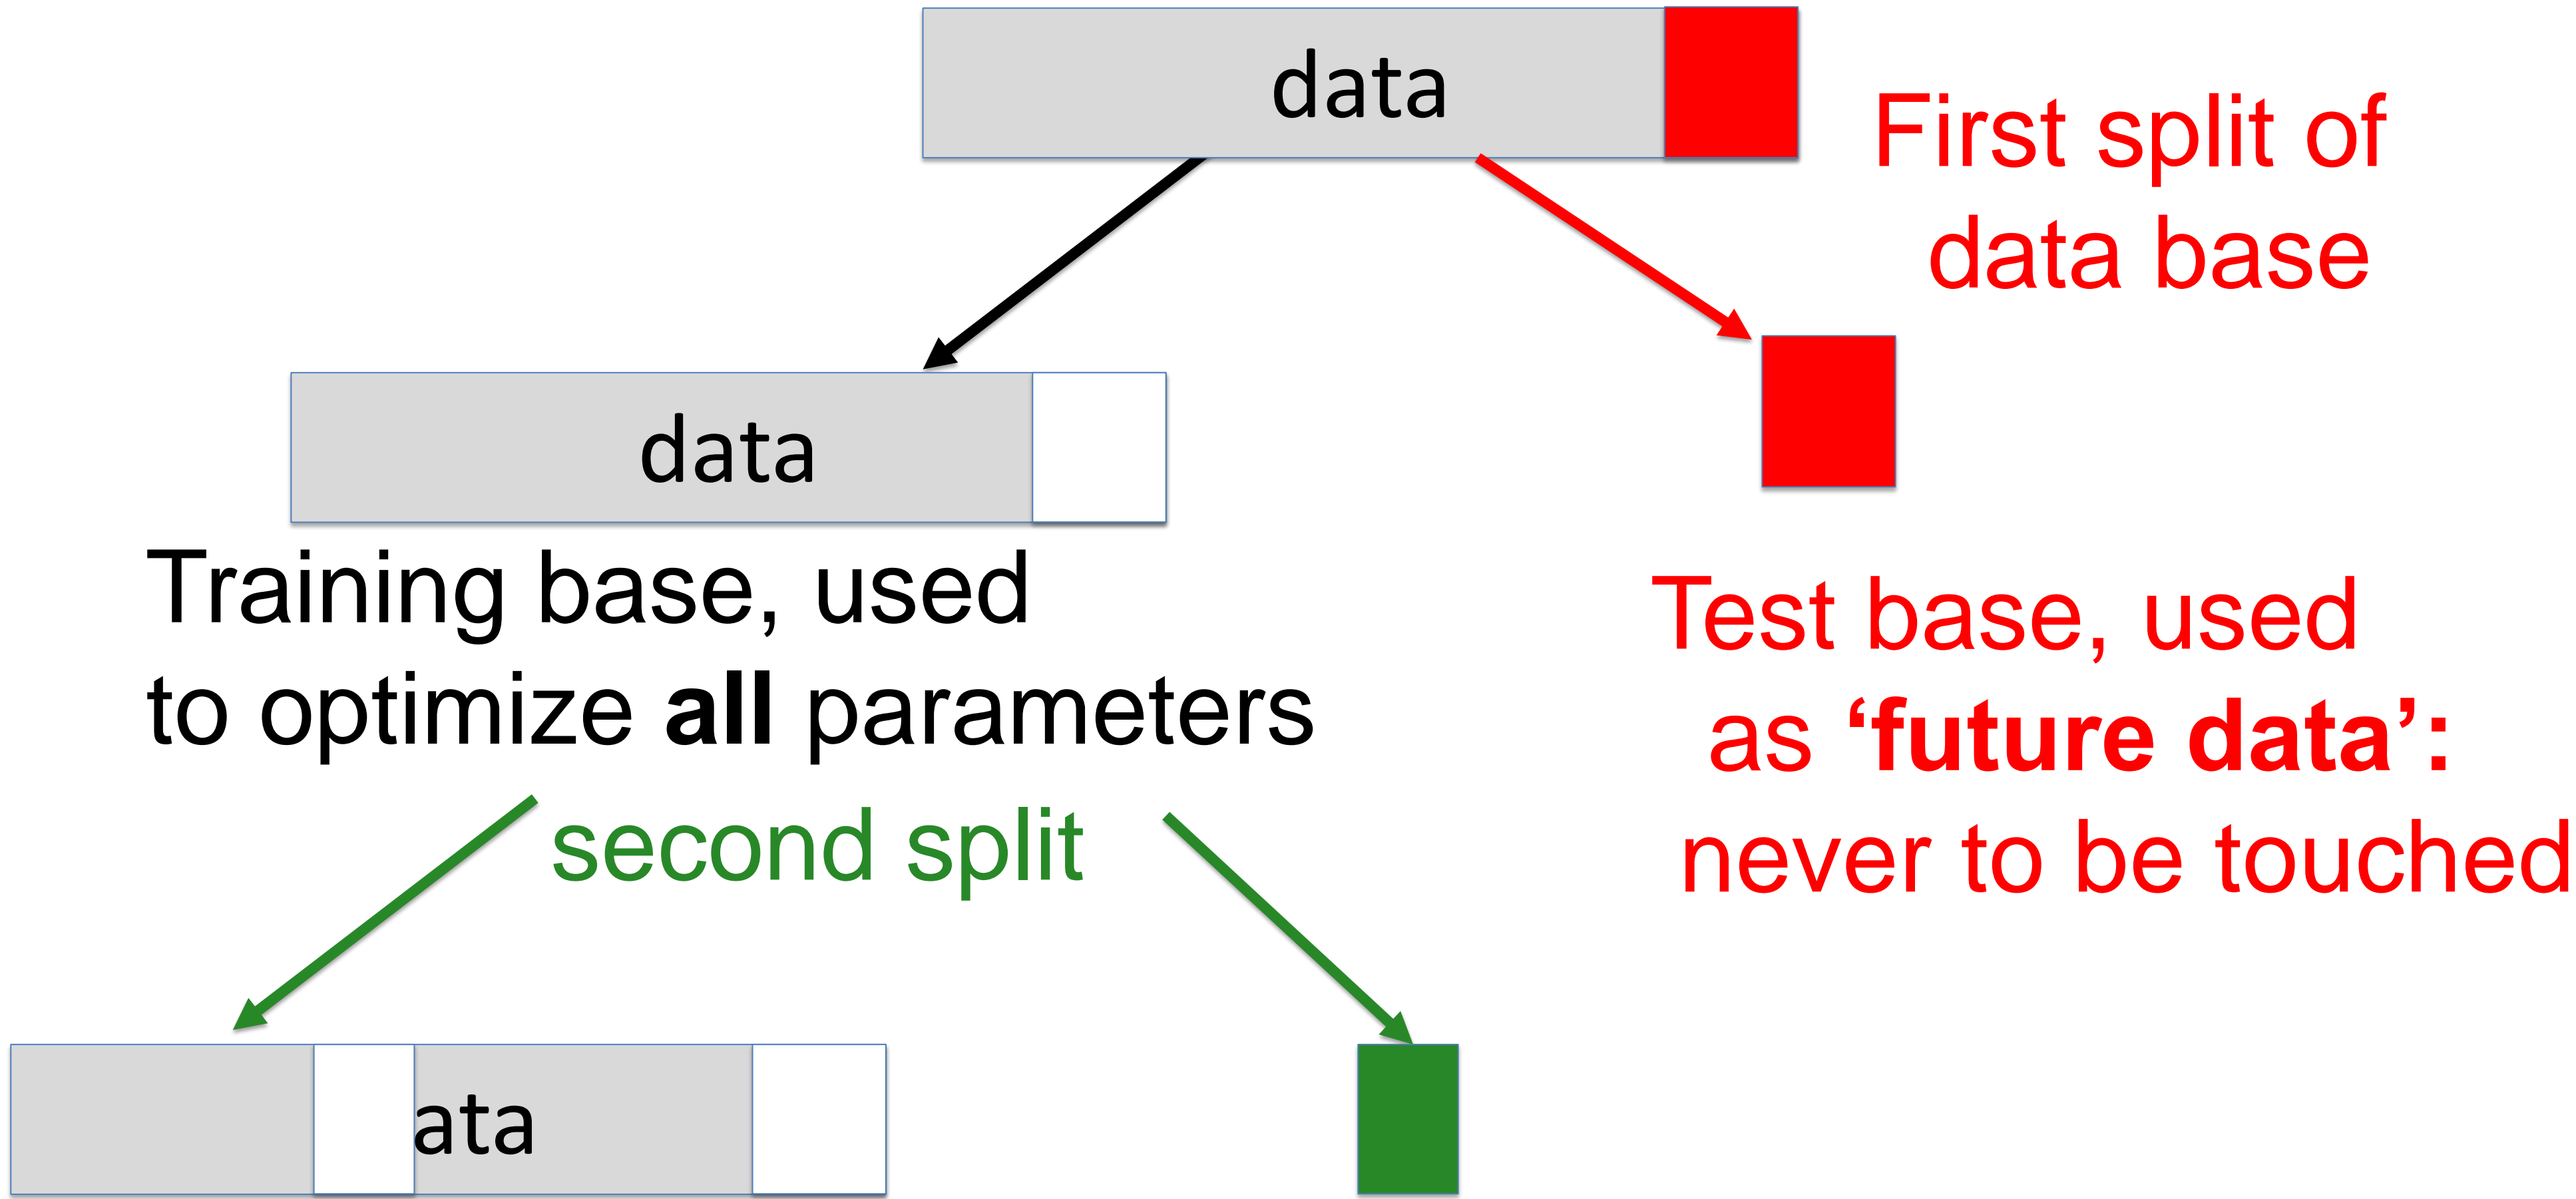 data
First split of
data base
data
Training base, used
to optimize all parameters
Test base, used
as ‘future data’:
never to be touched
second split
ata